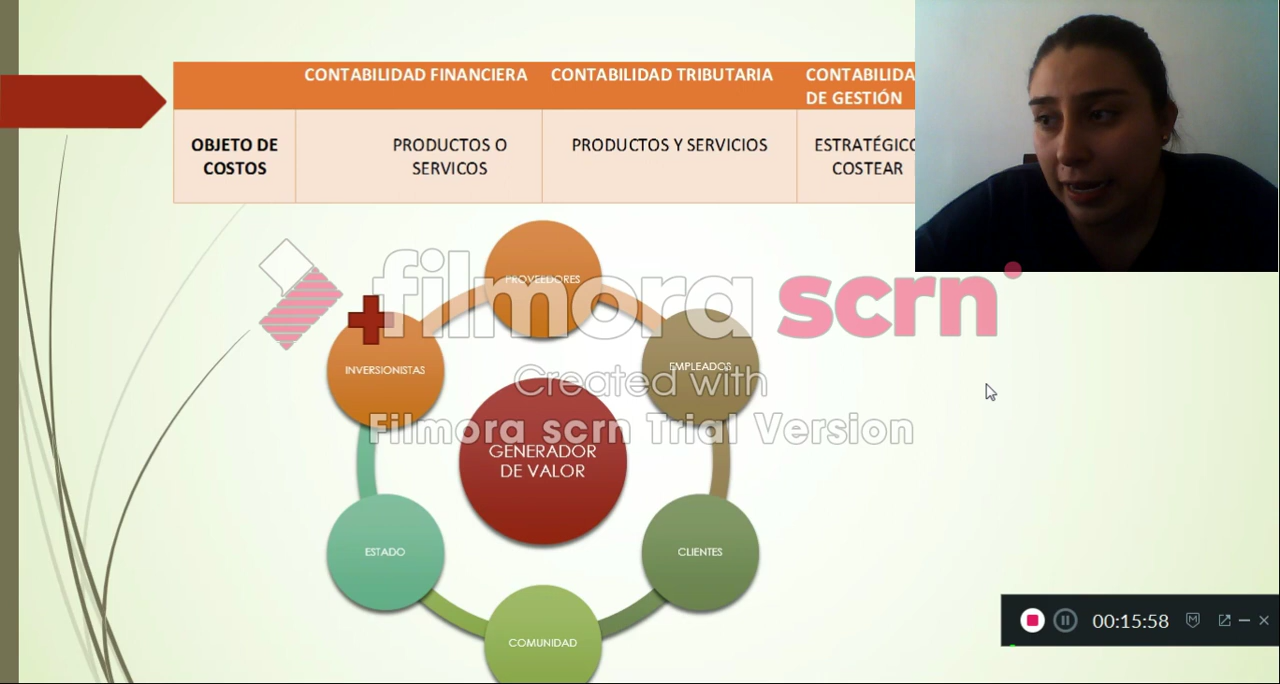 CONTABILIDAD FINANCIERA
CONTABILIDAD TRIBUTARIA
CONTABILIDA
DE GESTIÓN
OBJETO DE
COSTOS
PRODUCTOS O
SERVICOS
PRODUCTOS Y SERVICIOS
ESTRATÉGICO
COSTEAR
PROVEEDORES
filmora scrn
INVERSIONISTAS
EMPLEADOS
Created with
Filmora scrn Trial Version
GENERADOR
DE VALOR
ESTADO
CLIENTES
COMUNIDAD
00:15:58